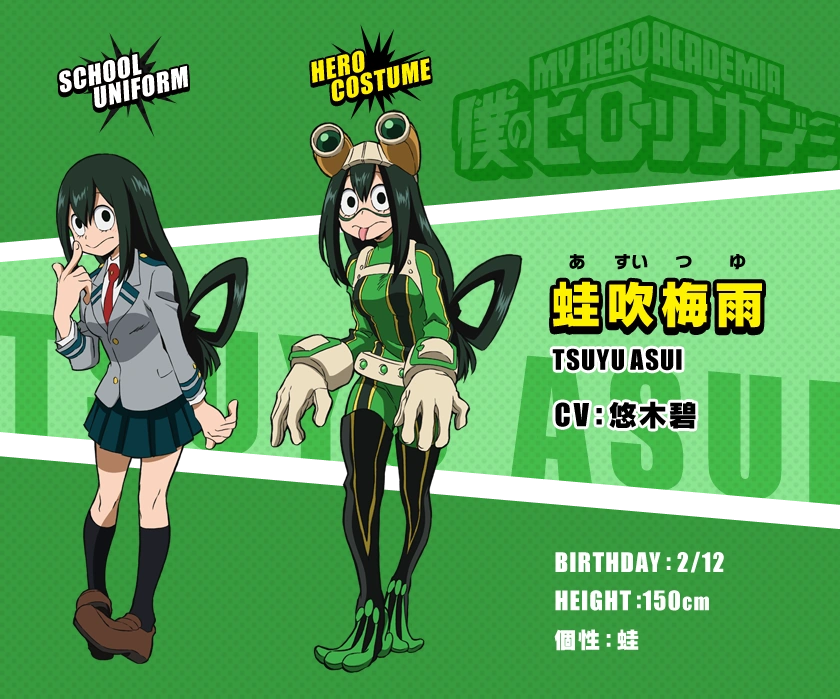 SCHOOL
UNIFORM
HERO
COSTUME
MY HERO ACADEMIA
僕のヒーローアカデミ
あすいつゆ
蛙吹梅雨
TSUYU ASUI
CV:悠木碧
TSUYU ASUI
BIRTHDAY:2/12
HEIGHT:150cm
個性:蛙